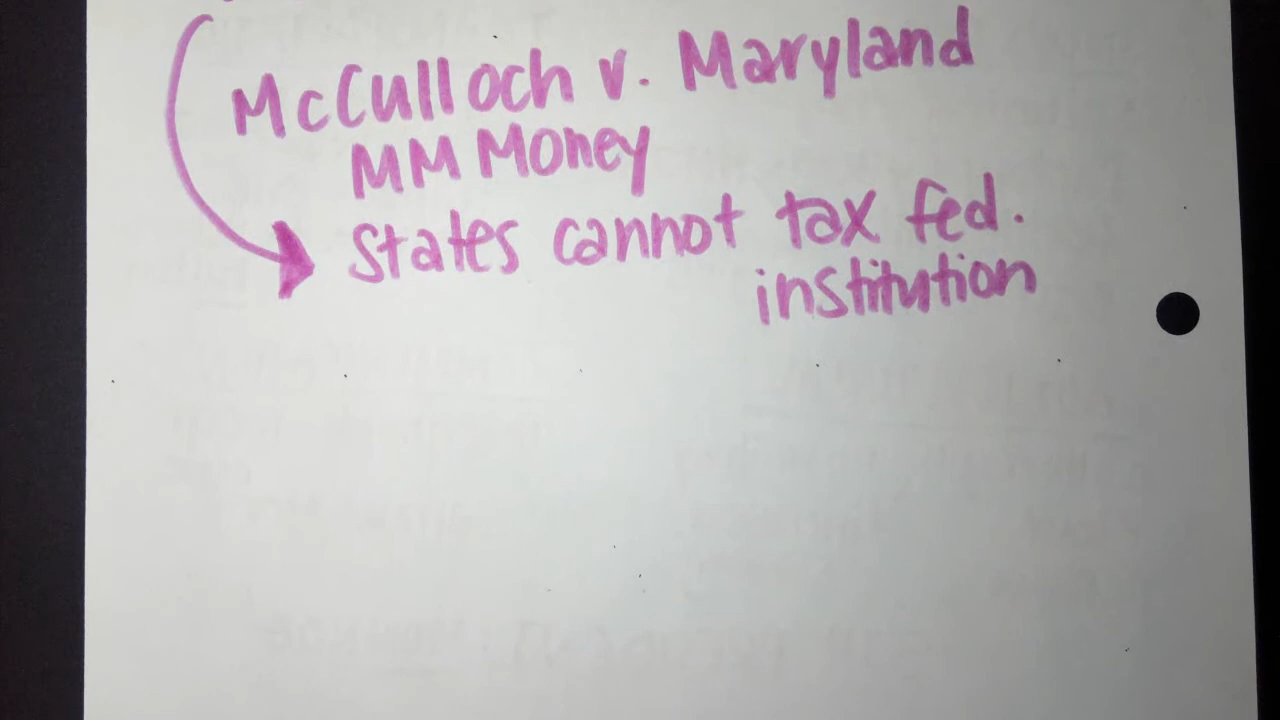 McCulloch v. Maryland
MM Money
States cannot tax fed.
institution